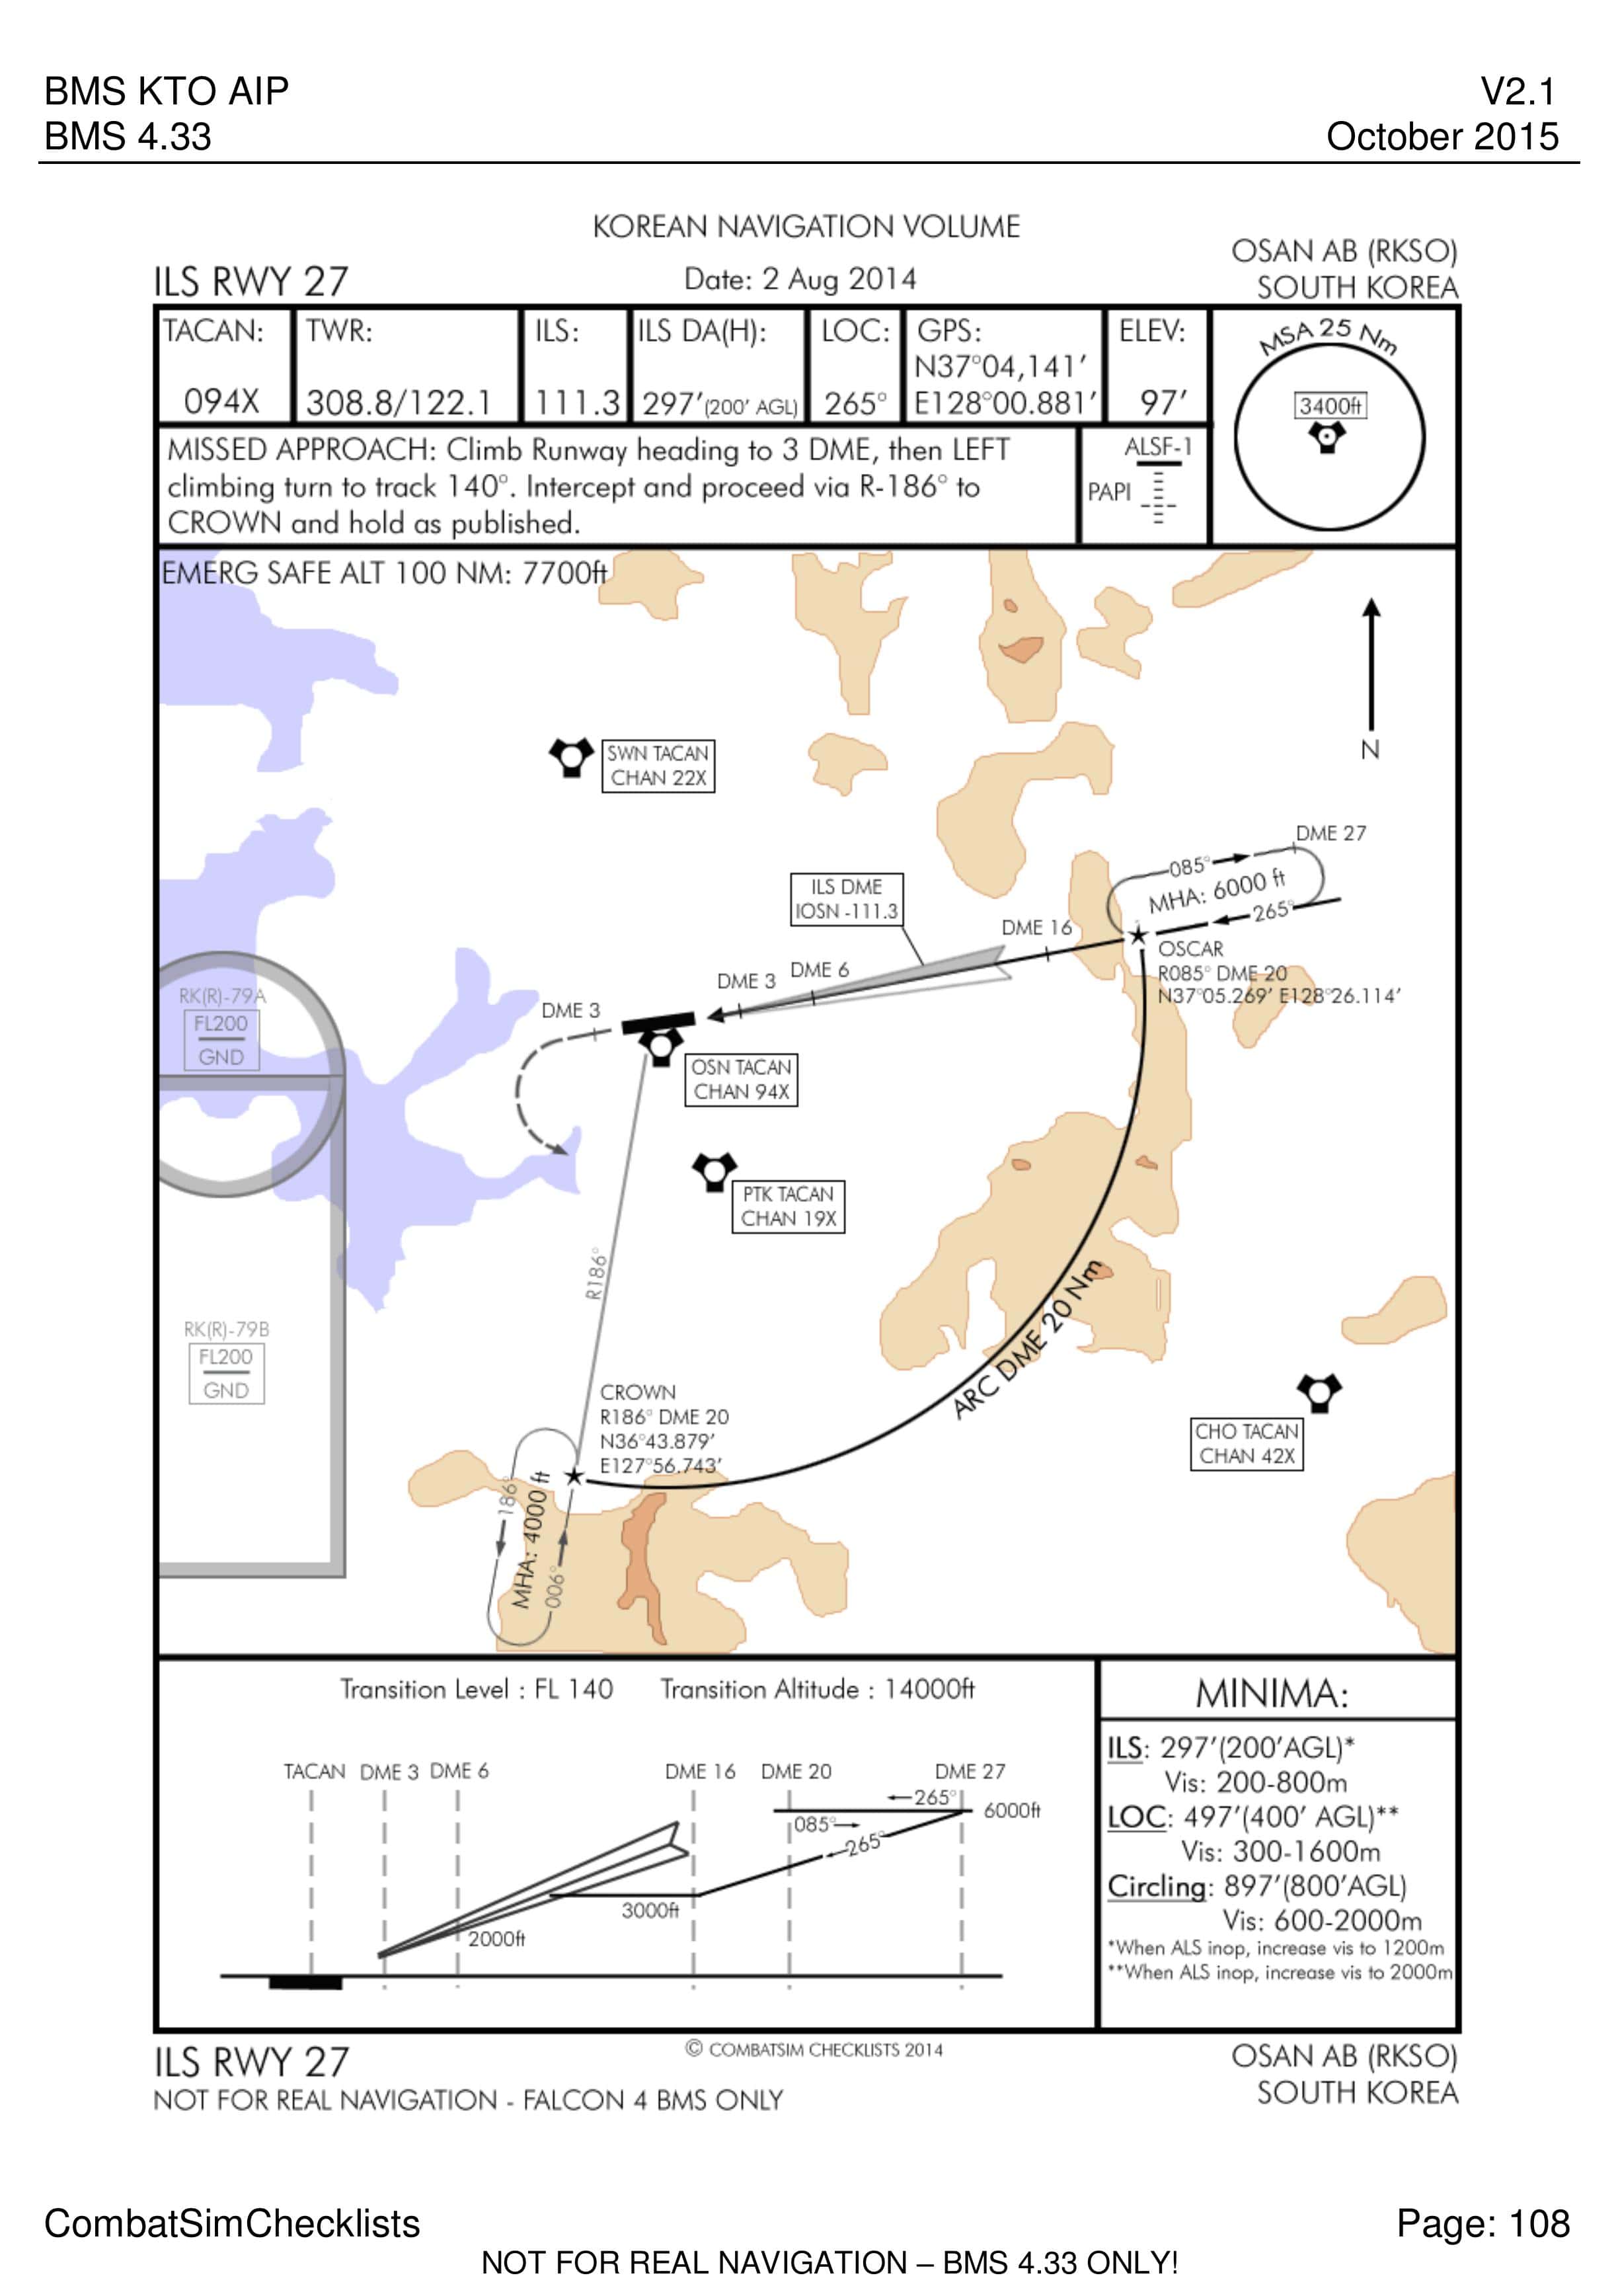 BMS KTO AIP
V2.1
BMS 4.33
October 2015
KOREAN NAVIGATION VOLUME
OSAN AB (RKSO)
ILS RWY 27
Date: 2 Aug 2014
SOUTH KOREA
TACAN:
094X
TWR:
308.8/122.1
ILS:
111.3
ILS DA(H):
297′(200′ AGL)
LOC:
265°
GPS:
N37°04,141′
E128°00.881′
ELEV:
97′
MSA 25 Nm
3400ft
MISSED APPROACH: Climb Runway heading to 3 DME, then LEFT
climbing turn to track 140°. Intercept and proceed via R-186° to
CROWN and hold as published.
ALSF-1
PAPI
EMERG SAFE ALT 100 NM: 7700ft
N
SWN TACAN
CHAN 22X
DME 27
085°
MHA: 6000 ft
265°
ILS DME
IOSN -111.3
DME 16
OSCAR
R085° DME 20
N37°05.269′ E128°26.114′
DME 6
DME 3
DME 3
RK(R)-79A
FL200
GND
OSN TACAN
CHAN 94X
PTK TACAN
CHAN 19X
R186°
ARC DME 20 Nm
RK(R)-79B
FL200
GND
CROWN
R186° DME 20
N36°43.879′
E127°56.743′
CHO TACAN
CHAN 42X
186°
MHA: 4000 ft
006°
Transition Level : FL 140 Transition Altitude : 14000ft
TACAN DME 3 DME 6 DME 16 DME 20 DME 27
265°
6000ft
085°
265°
3000ft
2000ft
MINIMA:
ILS: 297′(200′AGL)*
Vis: 200-800m
LOC: 497′(400′ AGL)**
Vis: 300-1600m
Circling: 897′(800′AGL)
Vis: 600-2000m
*When ALS inop, increase vis to 1200m
**When ALS inop, increase vis to 2000m
© COMBATSIM CHECKLISTS 2014
ILS RWY 27
OSAN AB (RKSO)
NOT FOR REAL NAVIGATION - FALCON 4 BMS ONLY
SOUTH KOREA
CombatSimChecklists
Page: 108
NOT FOR REAL NAVIGATION – BMS 4.33 ONLY!